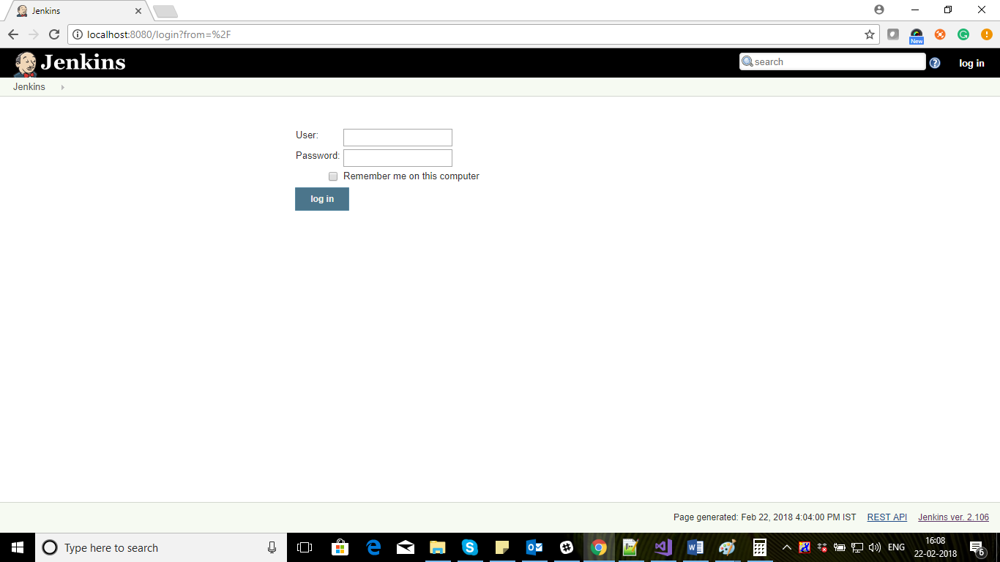 Jenkins
localhost:8080/login?from=%2F
New
Jenkins
search
log in
Jenkins
User:
Password:
Remember me on this computer
log in
Page generated: Feb 22, 2018 4:04:00 PM IST REST API Jenkins ver. 2.106
Type here to search
ENG
16:08
22-02-2018
6